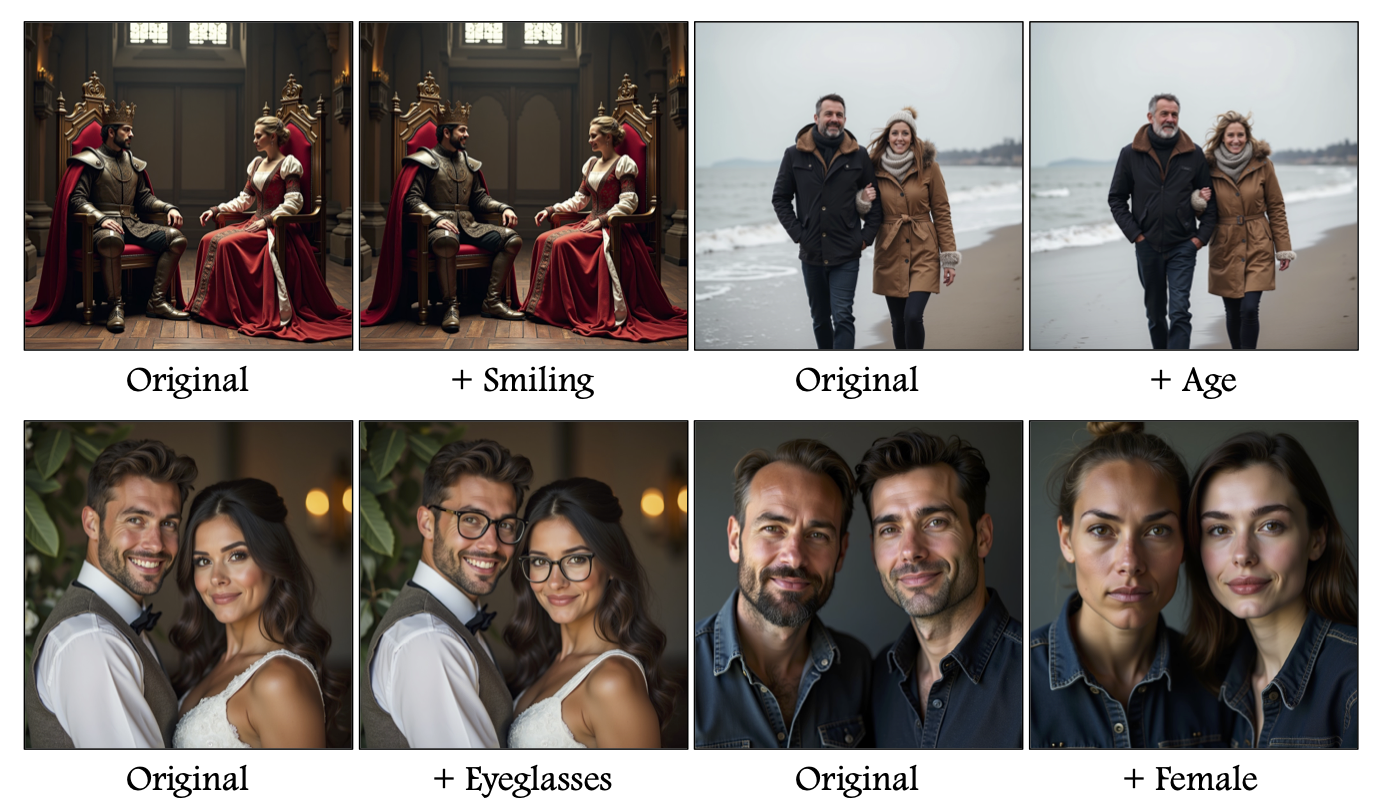 Original
+ Smiling
Original
+ Age
Original
+ Eyeglasses
Original
+ Female